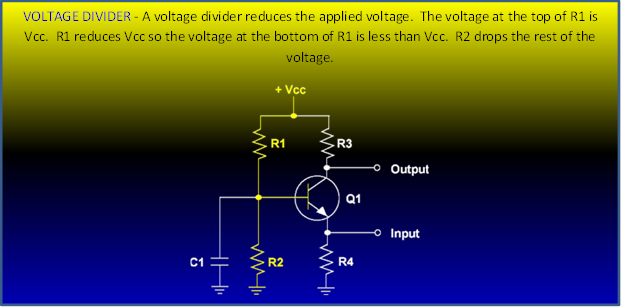 VOLTAGE DIVIDER - A voltage divider reduces the applied voltage. The voltage at the top of R1 is
Vcc. R1 reduces Vcc so the voltage at the bottom of R1 is less than Vcc. R2 drops the rest of the
voltage.
+ Vcc
R1
R3
Output
Q1
Input
C1
R2
R4